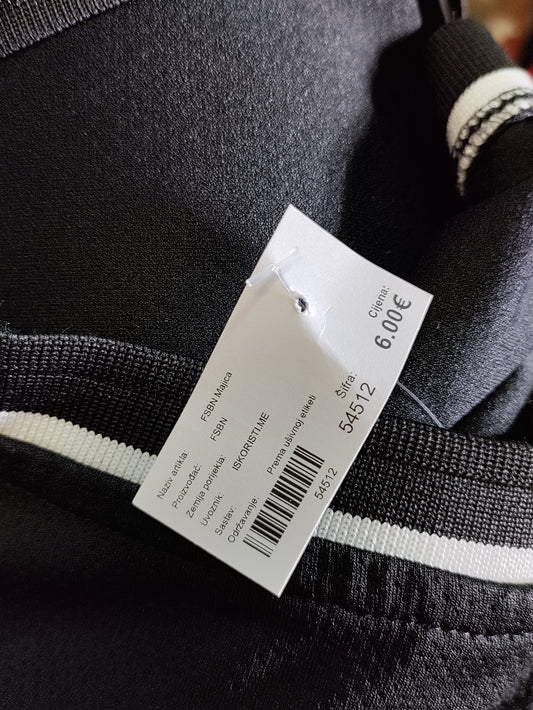 Naziv artikla: FSBN Majica
Proizvođač: FSBN
Zemlja porijekla:
Uvoznik: ISKORISTI.ME
Sastav:
Održavanje: Prema ušivnoj etiketi
54512
Šifra:
54512
Cijena:
6.00€